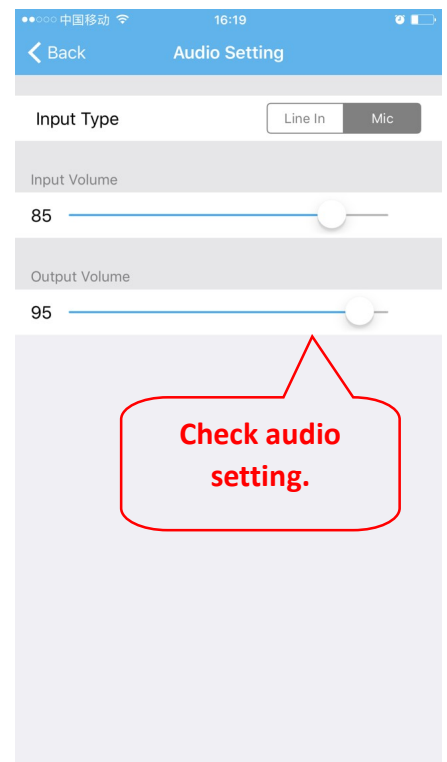 中国移动 16:19
Back Audio Setting
Input Type Line In Mic
Input Volume
85
Output Volume
95
Check audio
setting.